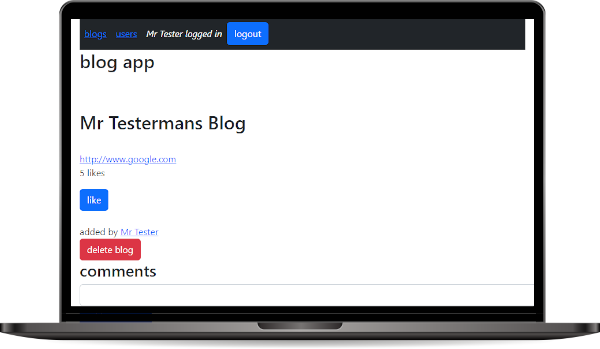 blogs users Mr Tester logged in logout
blog app
Mr Testermans Blog
http://www.google.com
5 likes
like
added by Mr Tester
delete blog
comments